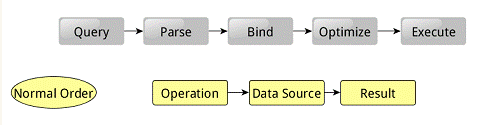 Query Parse Bind Optimize Execute
Normal Order Operation Data Source Result